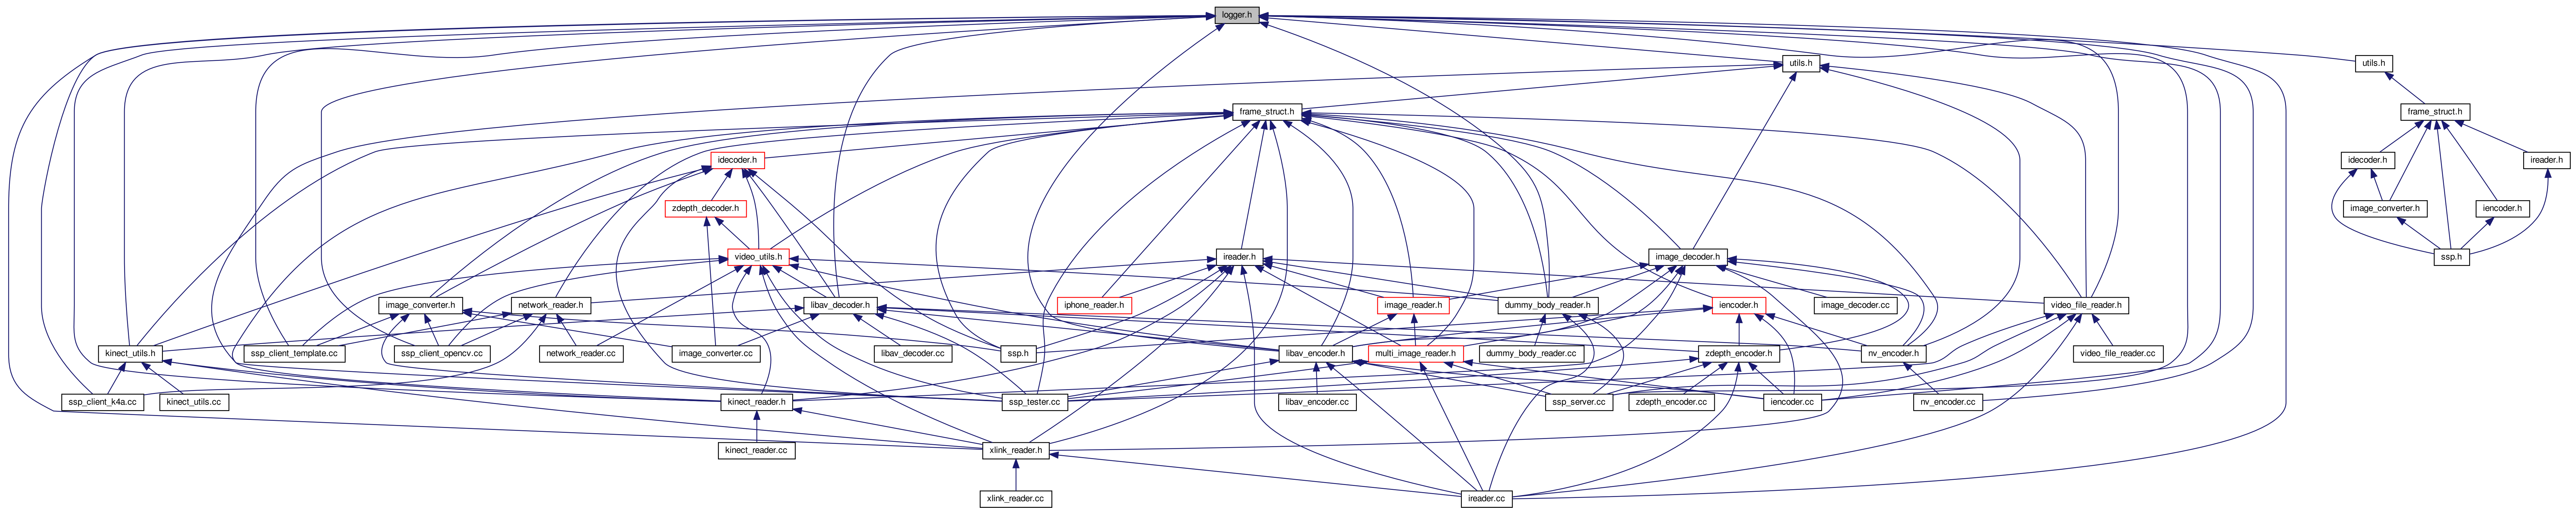 logger.h
utils.h
utils.h
frame_struct.h
frame_struct.h
idecoder.h
idecoder.h
ireader.h
zdepth_decoder.h
image_converter.h
iencoder.h
video_utils.h
ireader.h
image_decoder.h
ssp.h
image_converter.h
network_reader.h
libav_decoder.h
iphone_reader.h
image_reader.h
dummy_body_reader.h
iencoder.h
image_decoder.cc
video_file_reader.h
kinect_utils.h
ssp_client_template.cc
ssp_client_opencv.cc
network_reader.cc
image_converter.cc
libav_decoder.cc
ssp.h
libav_encoder.h
multi_image_reader.h
dummy_body_reader.cc
zdepth_encoder.h
nv_encoder.h
video_file_reader.cc
ssp_client_k4a.cc
kinect_utils.cc
kinect_reader.h
ssp_tester.cc
libav_encoder.cc
ssp_server.cc
zdepth_encoder.cc
iencoder.cc
nv_encoder.cc
kinect_reader.cc
xlink_reader.h
xlink_reader.cc
ireader.cc